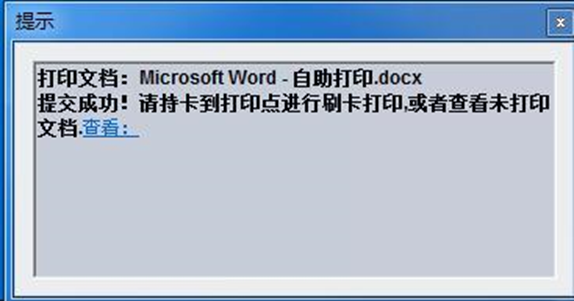 提示
打印文档：Microsoft Word - 自助打印.docx
提交成功！请持卡到打印点进行刷卡打印,或者查看未打印
文档.查看：